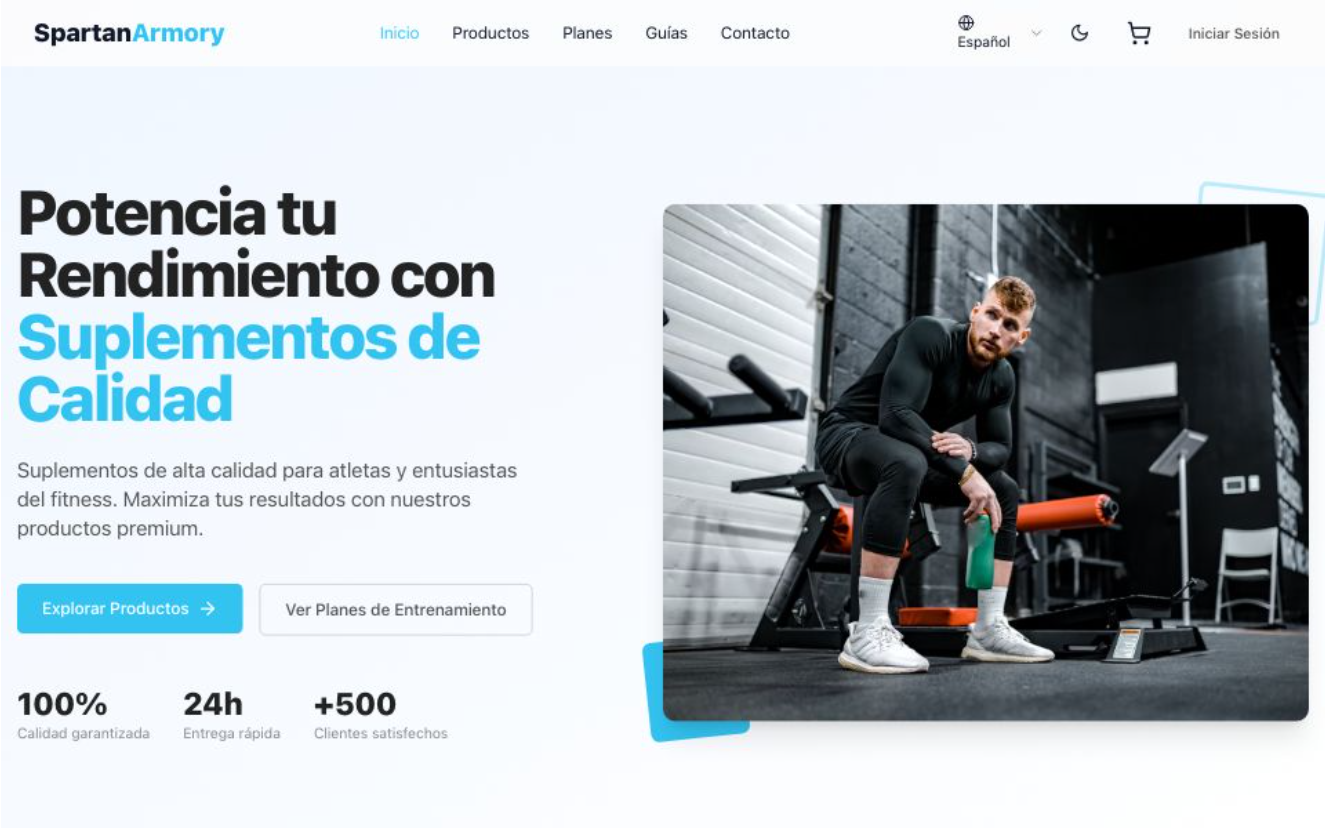 SpartanArmory
Inicio
Productos
Planes
Guías
Contacto
Español
Iniciar Sesión
Potencia tu
Rendimiento con
Suplementos de
Calidad
Suplementos de alta calidad para atletas y entusiastas
del fitness. Maximiza tus resultados con nuestros
productos premium.
Explorar Productos →
Ver Planes de Entrenamiento
100%
Calidad garantizada
24h
Entrega rápida
+500
Clientes satisfechos